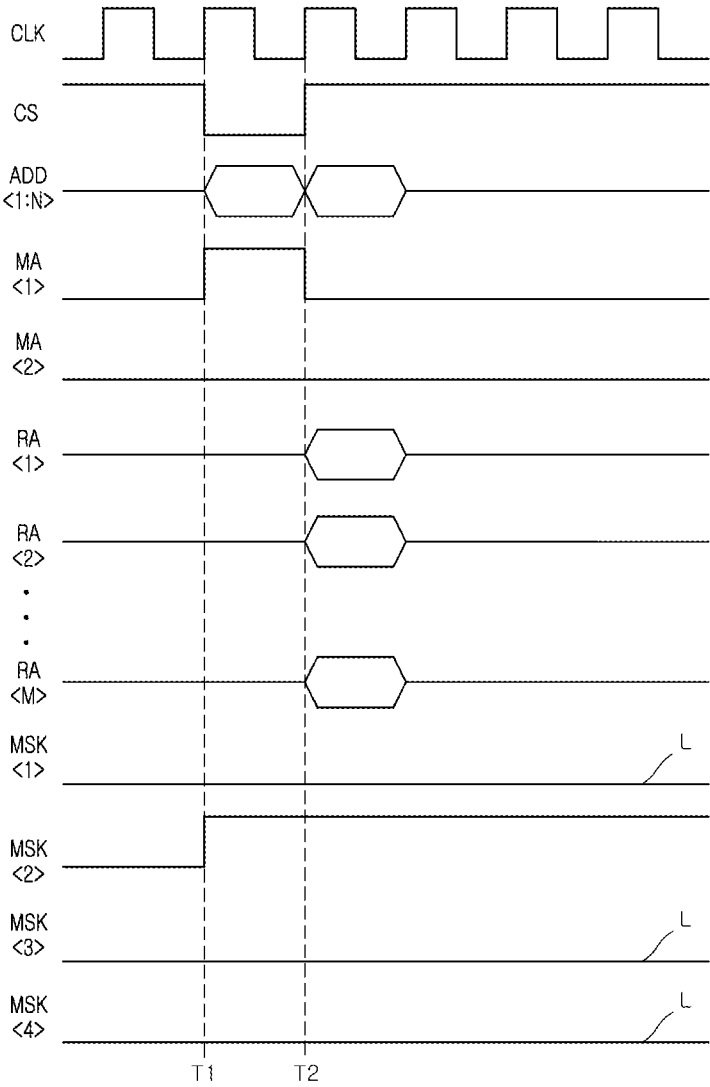 CLK
CS
ADD
<1:N>
MA
<1>
MA
<2>
RA
<1>
RA
<2>
RA
<M>
MSK
<1>
L
MSK
<2>
MSK
<3>
L
MSK
<4>
L
T1
T2